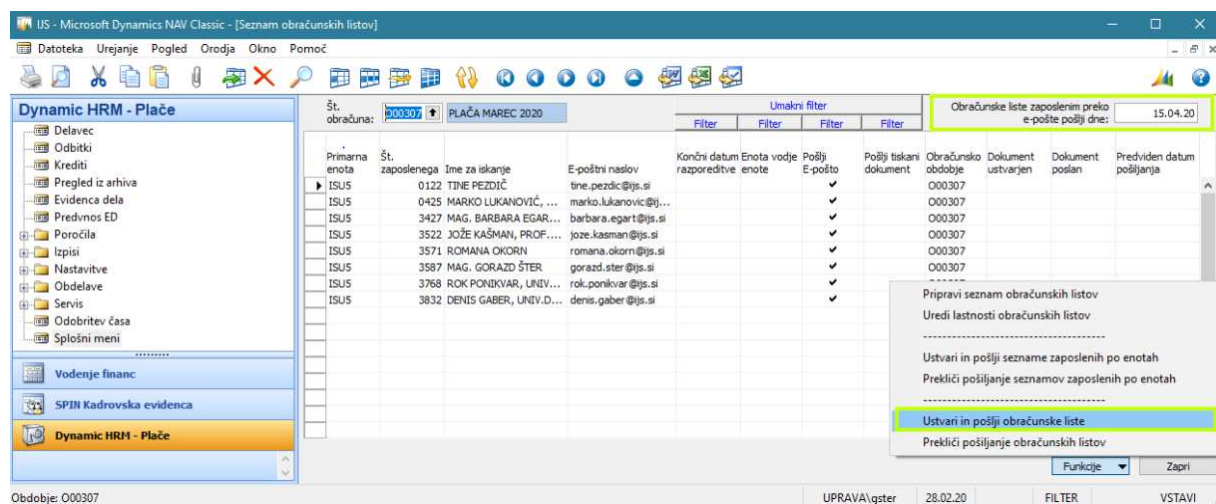 IJS - Microsoft Dynamics NAV Classic - [Seznam obračunskih listov]
Datoteka Urejanje Pogled Orodja Okno Pomoč
Dynamic HRM - Plače
Delavec
Odbitki
Krediti
Pregled iz arhiva
Evidenca dela
Predvnos ED
Poročila
Izpisi
Nastavitve
Obdelave
Servis
Odobritev časa
Splošni meni
Vodenje financ
SPIN Kadrovska evidenca
Dynamic HRM - Plače
Št. obračuna: O00307 PLAČA MAREC 2020
Umakni filter
Filter Filter Filter Filter
Obračunske liste zaposlenim preko
e-pošte pošlji dne: 15.04.20
Primarna Št. Končni datum Enota vodje Pošlji Pošlji tiskani Obračunsko Dokument Dokument Predviden datum
enota zaposlenega Ime za iskanje E-poštni naslov razporeditve enote E-pošto dokument obdobje ustvarjen poslan pošiljanja
ISU5 0122 TINE PEZDIČ tine.pezdic@ijs.si ✔ O00307
ISU5 0425 MARKO LUKANOVIĆ, ... marko.lukanovic@ij... ✔ O00307
ISU5 3427 MAG. BARBARA EGAR... barbara.egart@ijs.si ✔ O00307
ISU5 3522 JOŽE KAŠMAN, PROF.... joze.kasman@ijs.si ✔ O00307
ISU5 3571 ROMANA OKORN romana.okorn@ijs.si ✔ O00307
ISU5 3587 MAG. GORAZD ŠTER gorazd.ster@ijs.si ✔ O00307
ISU5 3768 ROK PONIKVAR, UNIV... rok.ponikvar@ijs.si ✔
ISU5 3832 DENIS GABER, UNIV.D... denis.gaber@ijs.si ✔
Pripravi seznam obračunskih listov
Uredi lastnosti obračunskih listov
Ustvari in pošlji sezname zaposlenih po enotah
Prekliči pošiljanje seznamov zaposlenih po enotah
Ustvari in pošlji obračunske liste
Prekliči pošiljanje obračunskih listov
Funkcije Zapri
Obdobje: O00307 UPRAVA\gster 28.02.20 FILTER VSTAVI